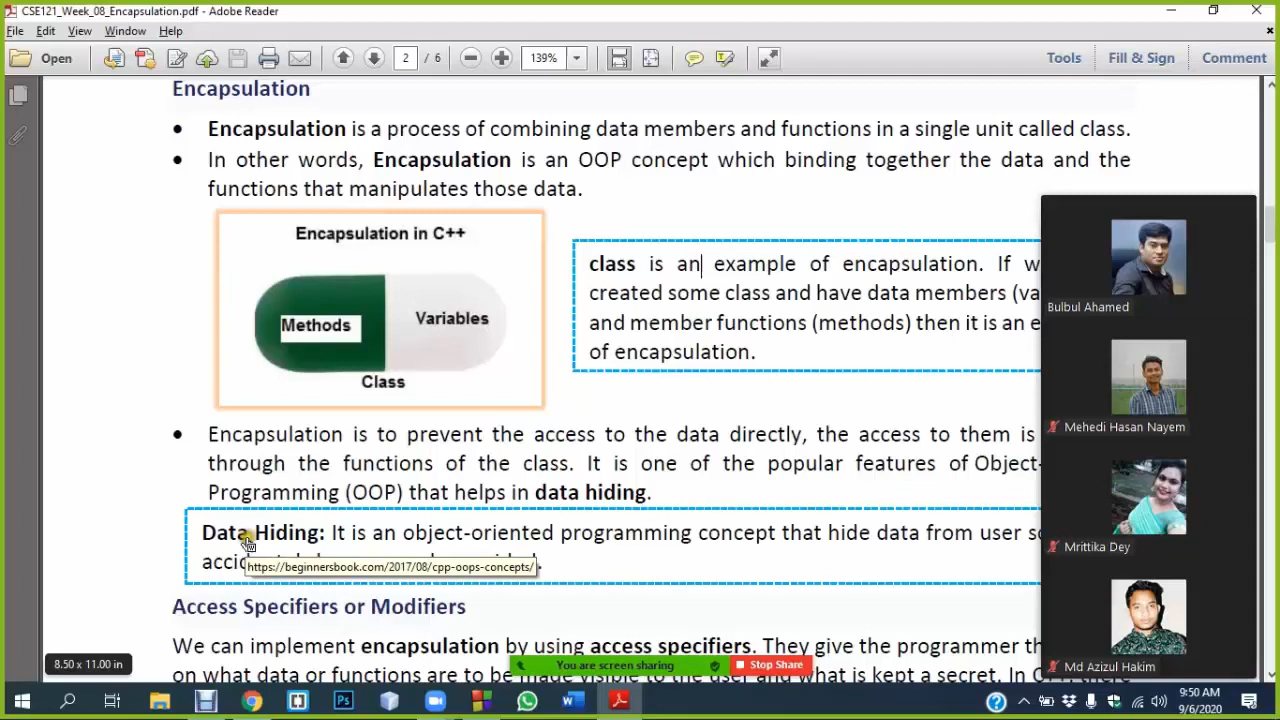 CSE121_Week_08_Encapsulation.pdf - Adobe Reader
File Edit View Window Help
Open 2 / 6 139% Tools Fill & Sign Comment
Encapsulation
• Encapsulation is a process of combining data members and functions in a single unit called class.
• In other words, Encapsulation is an OOP concept which binding together the data and the
functions that manipulates those data.
Encapsulation in C++
Methods
Variables
Class
class is an example of encapsulation. If w
created some class and have data members (va
and member functions (methods) then it is an e
of encapsulation.
• Encapsulation is to prevent the access to the data directly, the access to them is
through the functions of the class. It is one of the popular features of Object-
Programming (OOP) that helps in data hiding.
Data Hiding: It is an object-oriented programming concept that hide data from user so
https://beginnersbook.com/2017/08/cpp-oops-concepts/
Access Specifiers or Modifiers
We can implement encapsulation by using access specifiers. They give the programmer th
on what data or functions are to be made visible to the user and what is kept a secret. In C++, there
Bulbul Ahamed
Mehedi Hasan Nayem
Mrittika Dey
Md Azizul Hakim
8.50 x 11.00 in
You are screen sharing
Stop Share
9:50 AM
9/6/2020